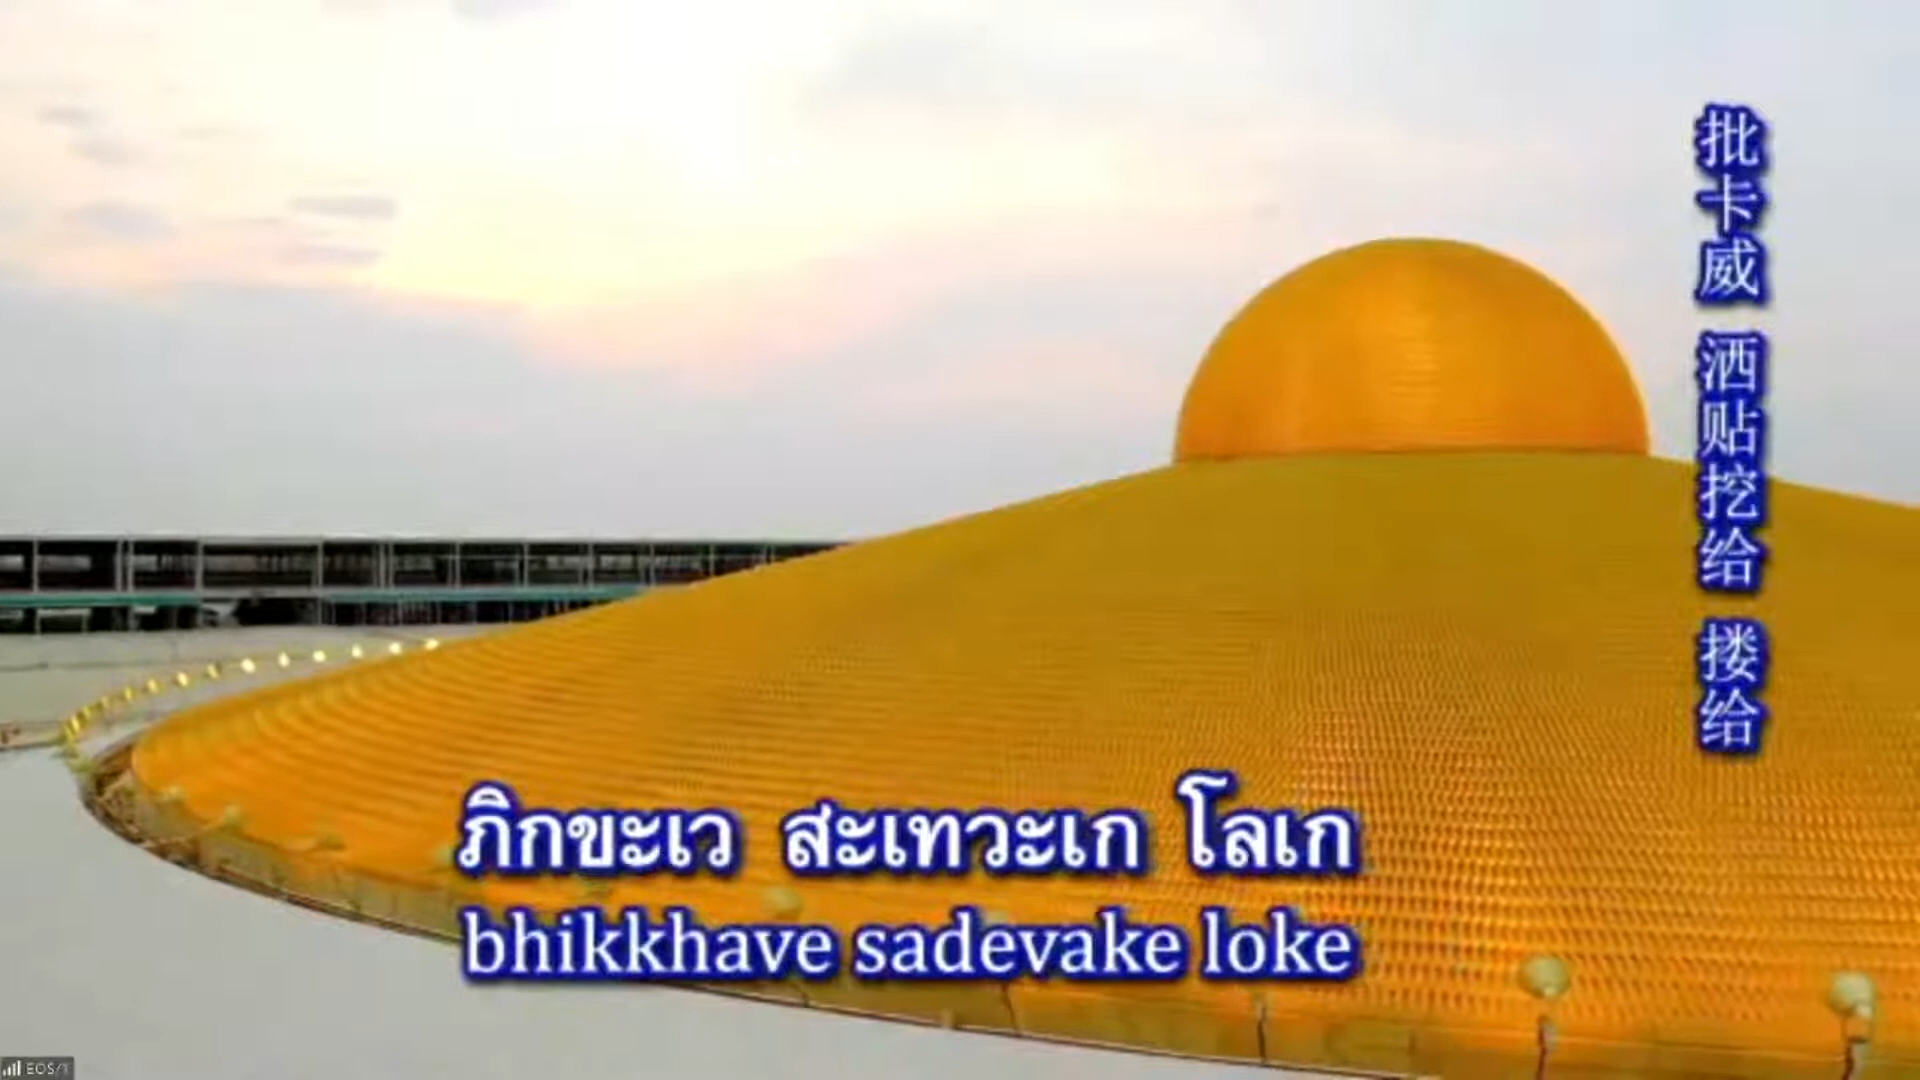 批卡威 洒贴挖给 搂给
ภิกขะเว สะเทวะเก โลเก
bhikkhave sadevake loke